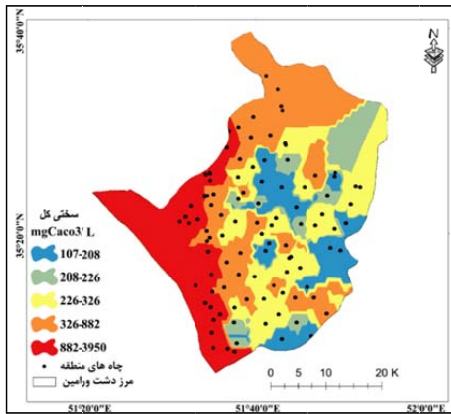 35°40'0"N
N
سختی کل
mgCaco3/ L
107-208
208-226
226-326
326-882
882-3950
چاه های منطقه
مرز دشت ورامین
35°20'0"N
0 5 10 20 K
51°20'0"E 51°40'0"E 52°0'0"E